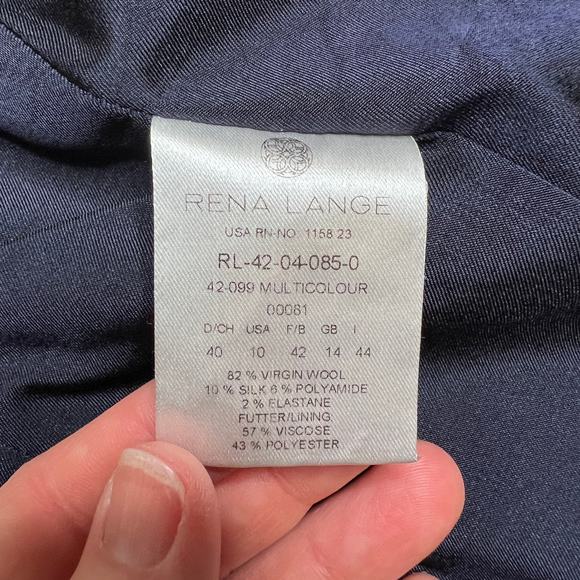 RENA LANGE
USA RN-NO. 1158 23
RL-42-04-085-0
42-099 MULTICOLOUR
00081
D/CH USA F/B GB I
40 10 42 14 44
82 % VIRGIN WOOL
10 % SILK 6 % POLYAMIDE
2 % ELASTANE
FUTTER/LINING:
57 % VISCOSE
43 % POLYESTER